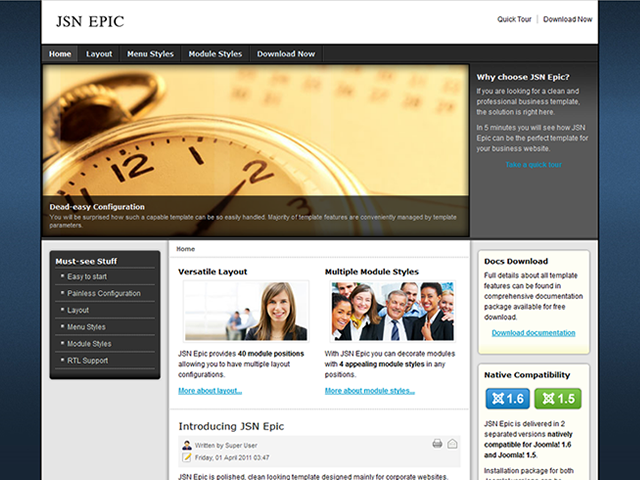 JSN EPIC
Quick Tour
Download Now
Home
Layout
Menu Styles
Module Styles
Download Now
12
1
2
Dead-easy Configuration
You will be surprised how such a capable template can be so easily handled. Majority of template features are conveniently managed by template
parameters.
Why choose JSN Epic?
If you are looking for a clean and
professional business template,
the solution is right here.
In 5 minutes you will see how JSN
Epic can be the perfect template for
your business website.
Take a quick tour
Must-see Stuff
Easy to start
Painless Configuration
Layout
Menu Styles
Module Styles
RTL Support
Home
Versatile Layout
JSN Epic provides 40 module positions
allowing you to have multiple layout
configurations.
More about layout...
Multiple Module Styles
With JSN Epic you can decorate modules
with 4 appealing module styles in any
positions.
More about module styles...
Introducing JSN Epic
Written by Super User
Friday, 01 April 2011 03:47
JSN Epic is polished, clean looking template designed mainly for corporate websites.
Docs Download
Full details about all template
features can be found in
comprehensive documentation
package available for free
download.
Download documentation
Native Compatibility
1.6
1.5
JSN Epic is delivered in 2
separated versions natively
compatible for Joomla! 1.6
and Joomla! 1.5.
Installation package for both